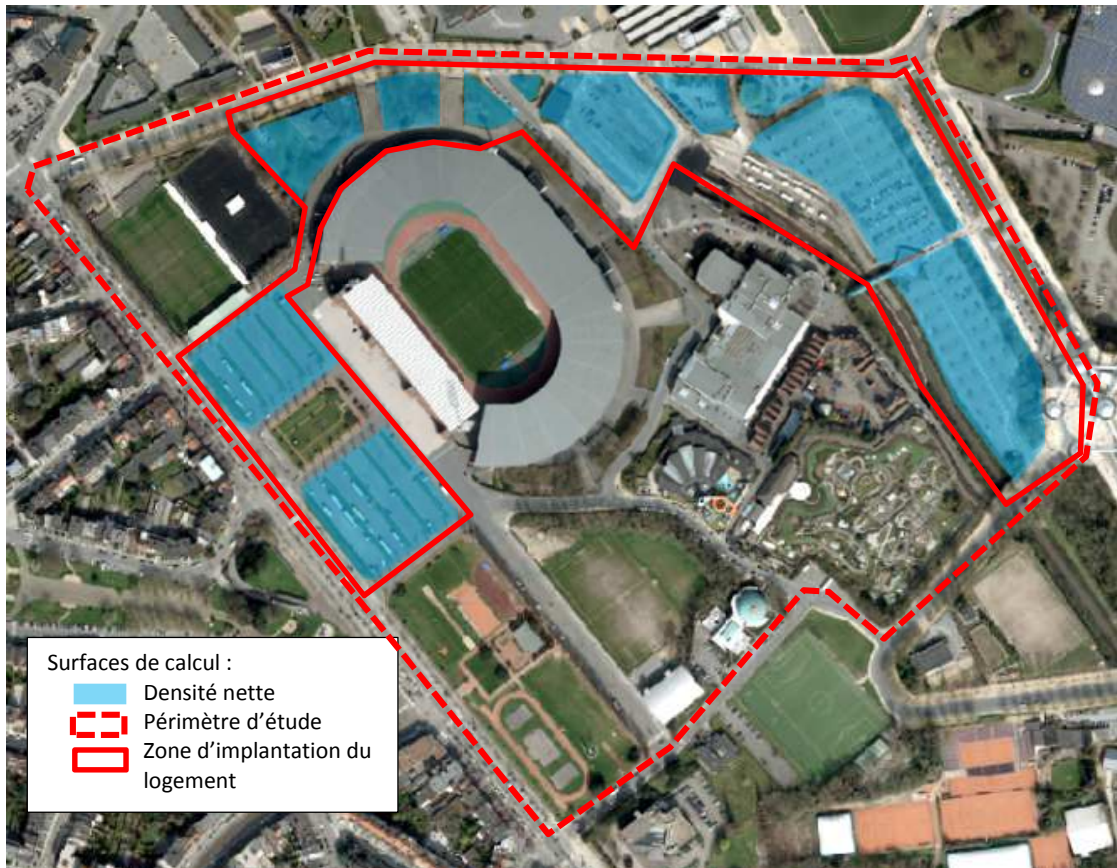 Surfaces de calcul :
Densité nette
Périmètre d’étude
Zone d’implantation du
logement